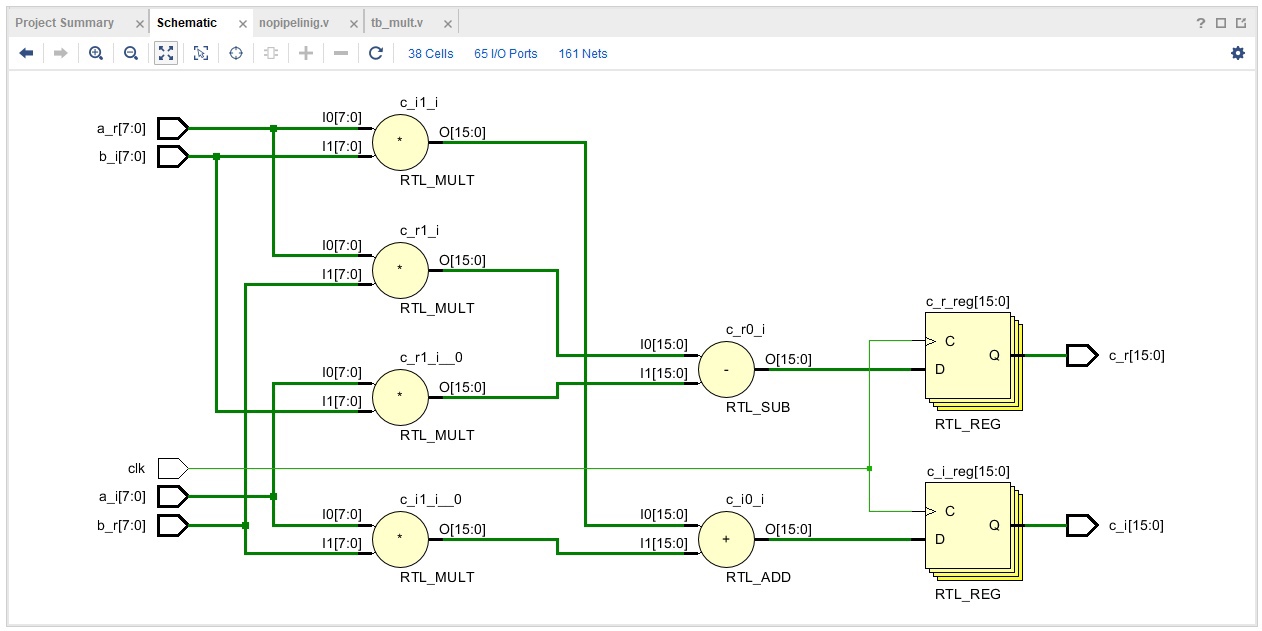 Project Summary × Schematic × nopipelinig.v × tb_mult.v × ?
38 Cells 65 I/O Ports 161 Nets
c_i1_i
a_r[7:0] I0[7:0] * O[15:0]
b_i[7:0] I1[7:0]
RTL_MULT
c_r1_i
I0[7:0] * O[15:0]
I1[7:0]
RTL_MULT
c_r_reg[15:0]
c_r0_i
I0[15:0] - O[15:0] C Q c_r[15:0]
I1[15:0] D
c_r1_i__0
I0[7:0] * O[15:0]
I1[7:0] RTL_SUB
RTL_MULT RTL_REG
clk c_i_reg[15:0]
a_i[7:0] c_i1_i__0 c_i0_i
b_r[7:0] I0[7:0] * O[15:0] I0[15:0] + O[15:0] C Q c_i[15:0]
I1[7:0] I1[15:0] D
RTL_MULT RTL_ADD
RTL_REG